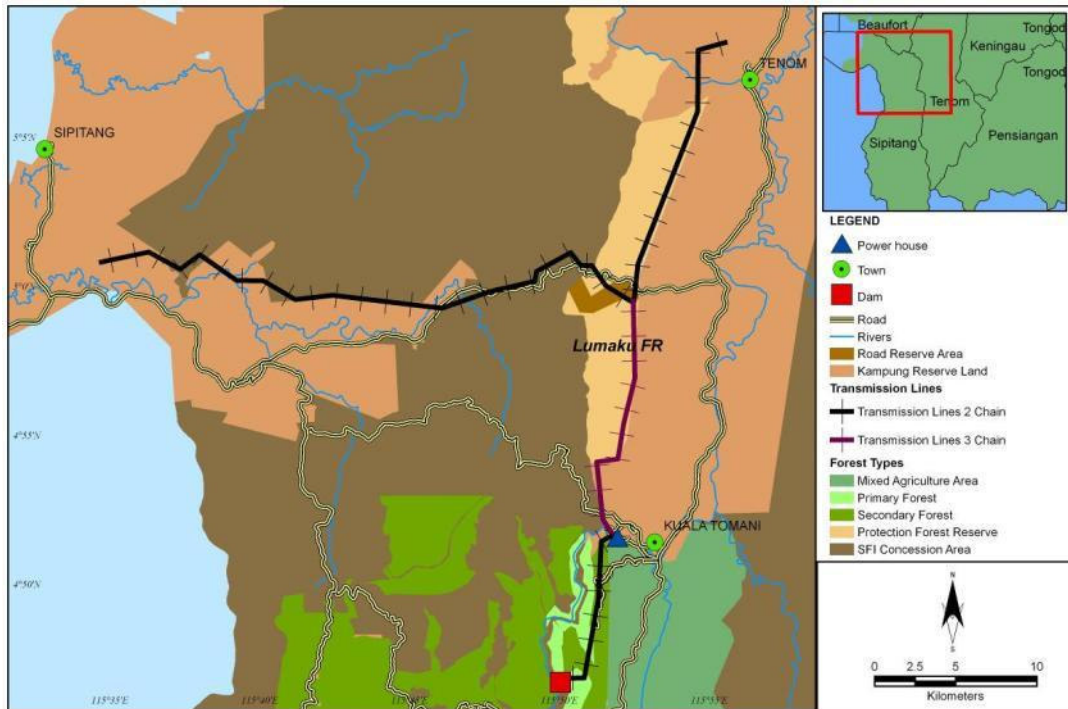 TENOM
5°5'N
SIPITANG
5°0'N
Lumaku FR
4°55'N
KUALA TOMANI
4°50'N
115°35'E
115°40'E
115°45'E
115°50'E
115°55'E
Beaufort
Tongod
Keningau
Tongod
Tenom
Pensiangan
Sipitang
LEGEND
Power house
Town
Dam
Road
Rivers
Road Reserve Area
Kampung Reserve Land
Transmission Lines
Transmission Lines 2 Chain
Transmission Lines 3 Chain
Forest Types
Mixed Agriculture Area
Primary Forest
Secondary Forest
Protection Forest Reserve
SFI Concession Area
N
S
0 2.5 5 10
Kilometers